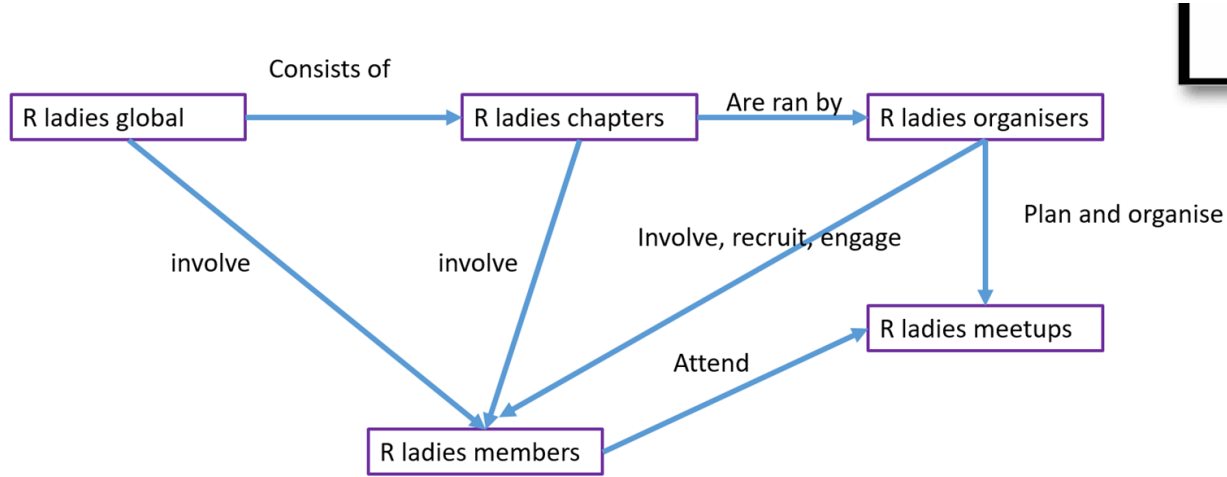 Consists of
R ladies global
R ladies chapters
Are ran by
R ladies organisers
Plan and organise
involve
involve
Involve, recruit, engage
R ladies meetups
Attend
R ladies members